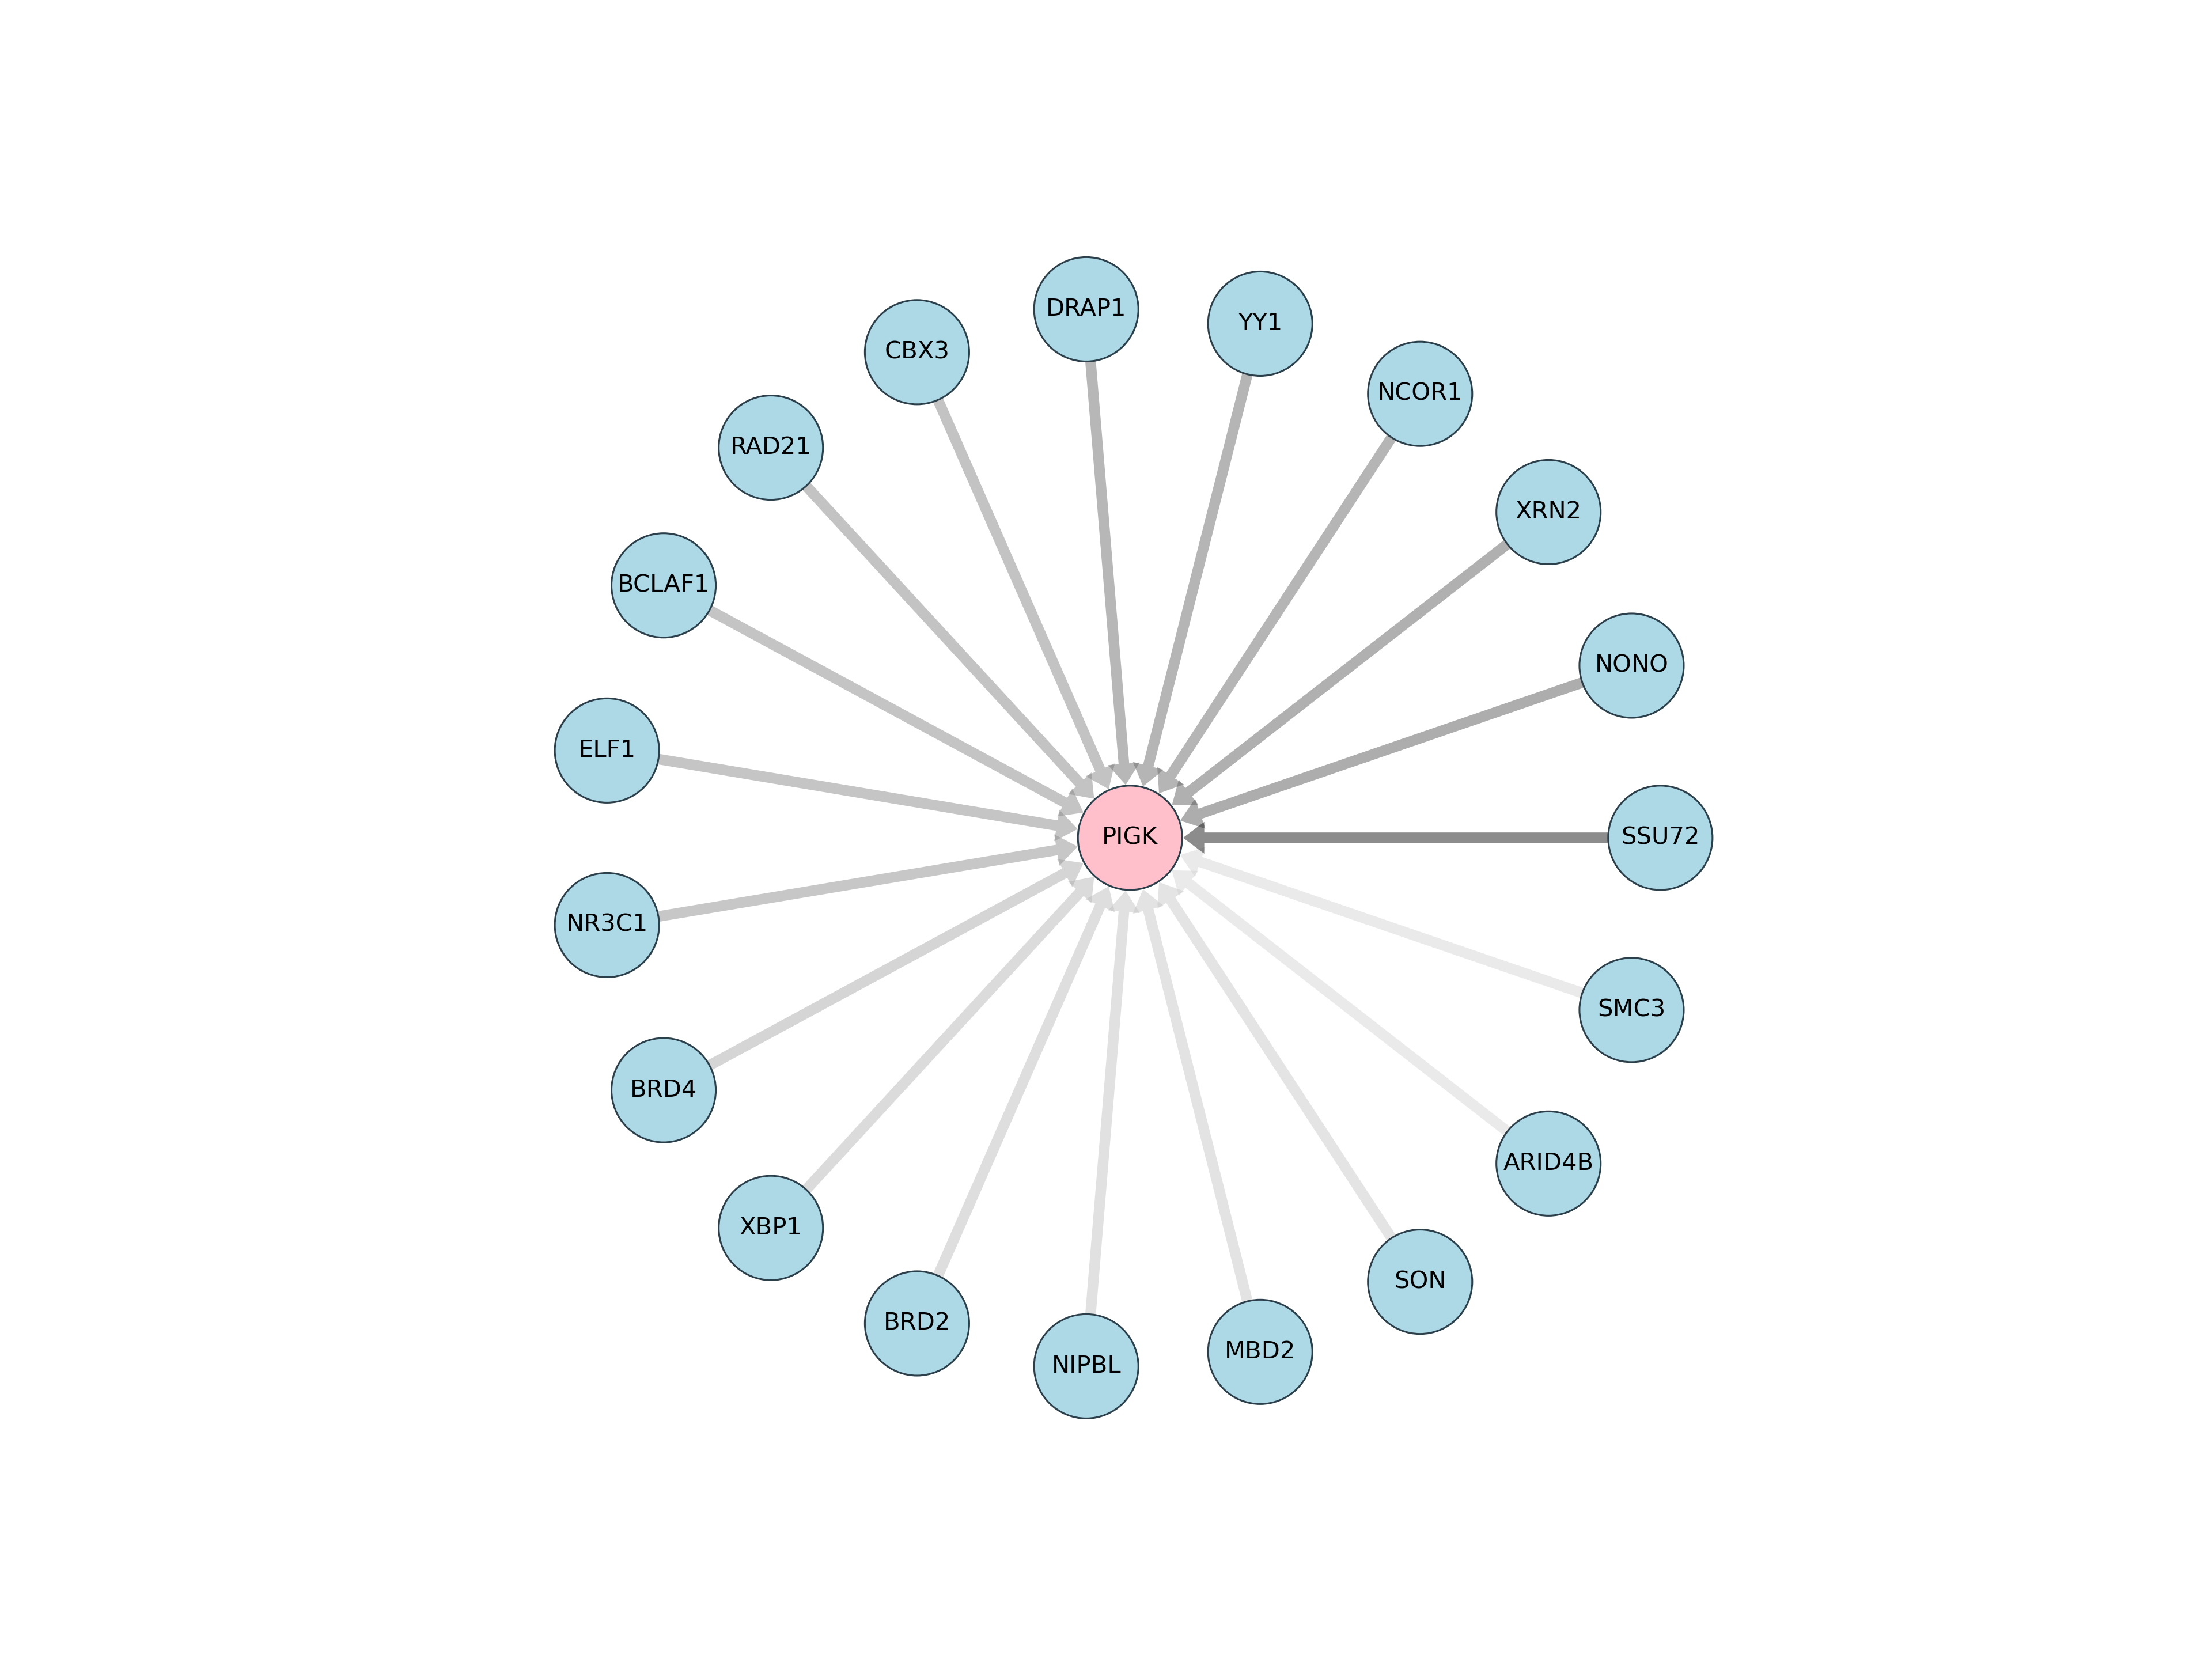 DRAP1
YY1
CBX3
NCOR1
RAD21
XRN2
BCLAF1
NONO
ELF1
PIGK
SSU72
NR3C1
SMC3
BRD4
ARID4B
XBP1
SON
BRD2
MBD2
NIPBL